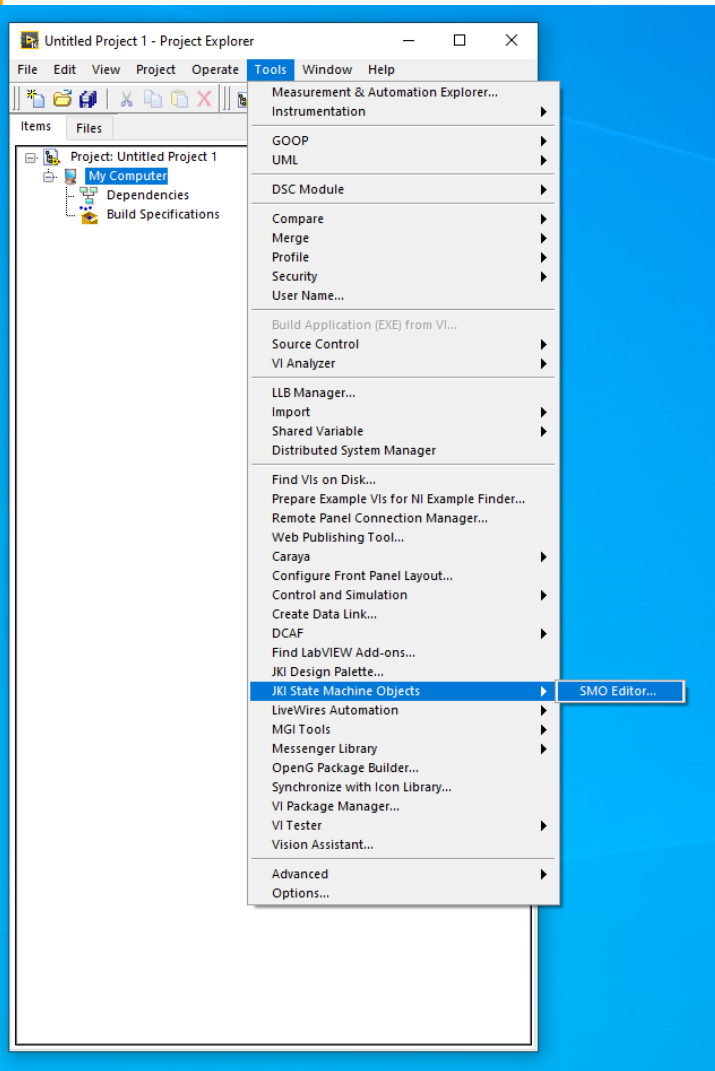 Untitled Project 1 - Project Explorer
File Edit View Project Operate Tools Window Help
Items Files
Project: Untitled Project 1
My Computer
Dependencies
Build Specifications
Measurement & Automation Explorer...
Instrumentation
GOOP
UML
DSC Module
Compare
Merge
Profile
Security
User Name...
Build Application (EXE) from VI...
Source Control
VI Analyzer
LLB Manager...
Import
Shared Variable
Distributed System Manager
Find VIs on Disk...
Prepare Example VIs for NI Example Finder...
Remote Panel Connection Manager...
Web Publishing Tool...
Caraya
Configure Front Panel Layout...
Control and Simulation
Create Data Link...
DCAF
Find LabVIEW Add-ons...
JKI Design Palette...
JKI State Machine Objects
SMO Editor...
LiveWires Automation
MGI Tools
Messenger Library
OpenG Package Builder...
Synchronize with Icon Library...
VI Package Manager...
VI Tester
Vision Assistant...
Advanced
Options...